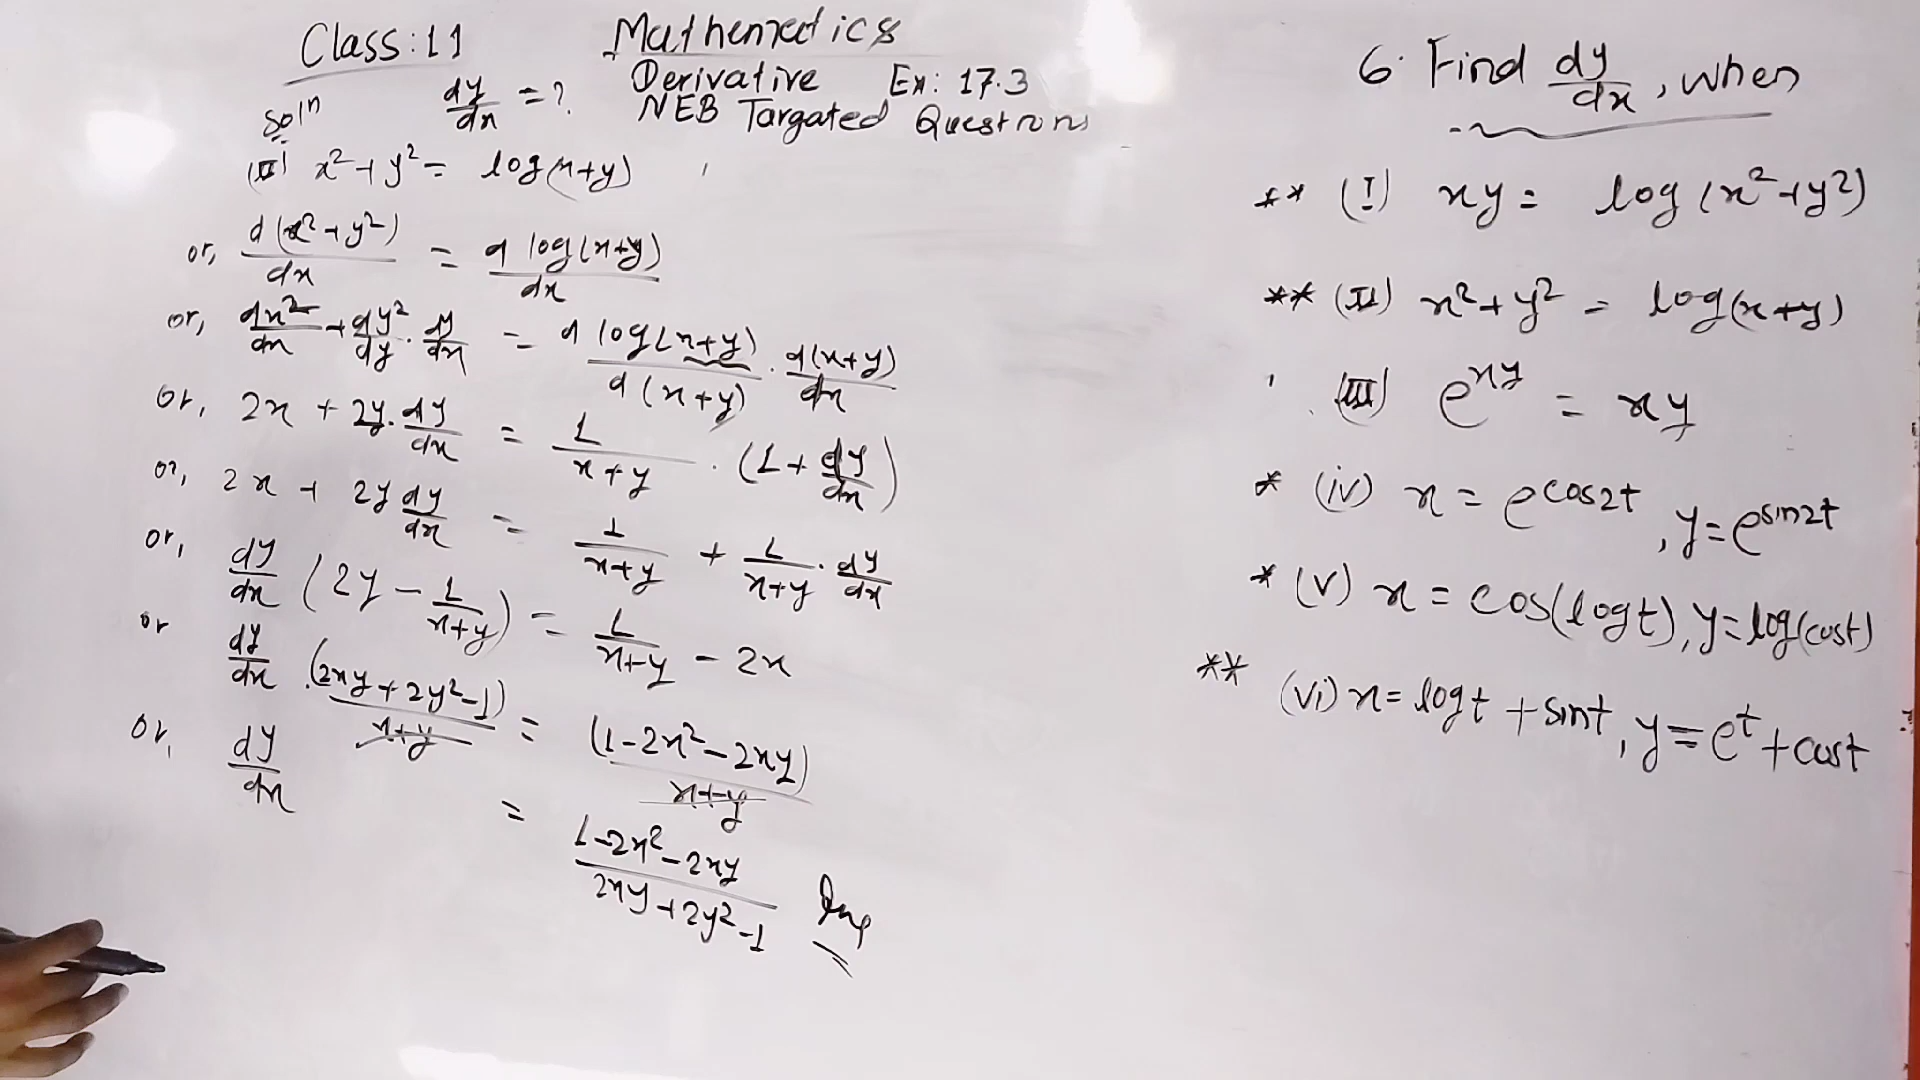 Class: 11 Mathematics
Derivative Ex: 17.3
NEB Targated Questions
Solⁿ dy/dx = ?
(II) x² + y² = log(x+y)
or, d(x²+y²)/dx = d log(x+y)/dx
or, dx²/dx + dy²/dy . dy/dx = d log(x+y)/d(x+y) . d(x+y)/dx
or, 2x + 2y . dy/dx = 1/(x+y) . (1 + dy/dx)
or, 2x + 2y dy/dx = 1/(x+y) + 1/(x+y) . dy/dx
or, dy/dx (2y - 1/(x+y)) = 1/(x+y) - 2x
or dy/dx . (2xy + 2y² - 1)/(x+y) = (1 - 2x² - 2xy)/(x+y)
or, dy/dx = (1 - 2x² - 2xy)/(2xy + 2y² - 1)
6. Find dy/dx, when
** (I) xy = log(x²+y²)
** (II) x² + y² = log(x+y)
(III) e^xy = xy
* (iv) x = e^cos2t, y = e^sin2t
* (v) x = cos(log t), y = log(cost)
** (vi) x = log t + sin t, y = e^t + cost